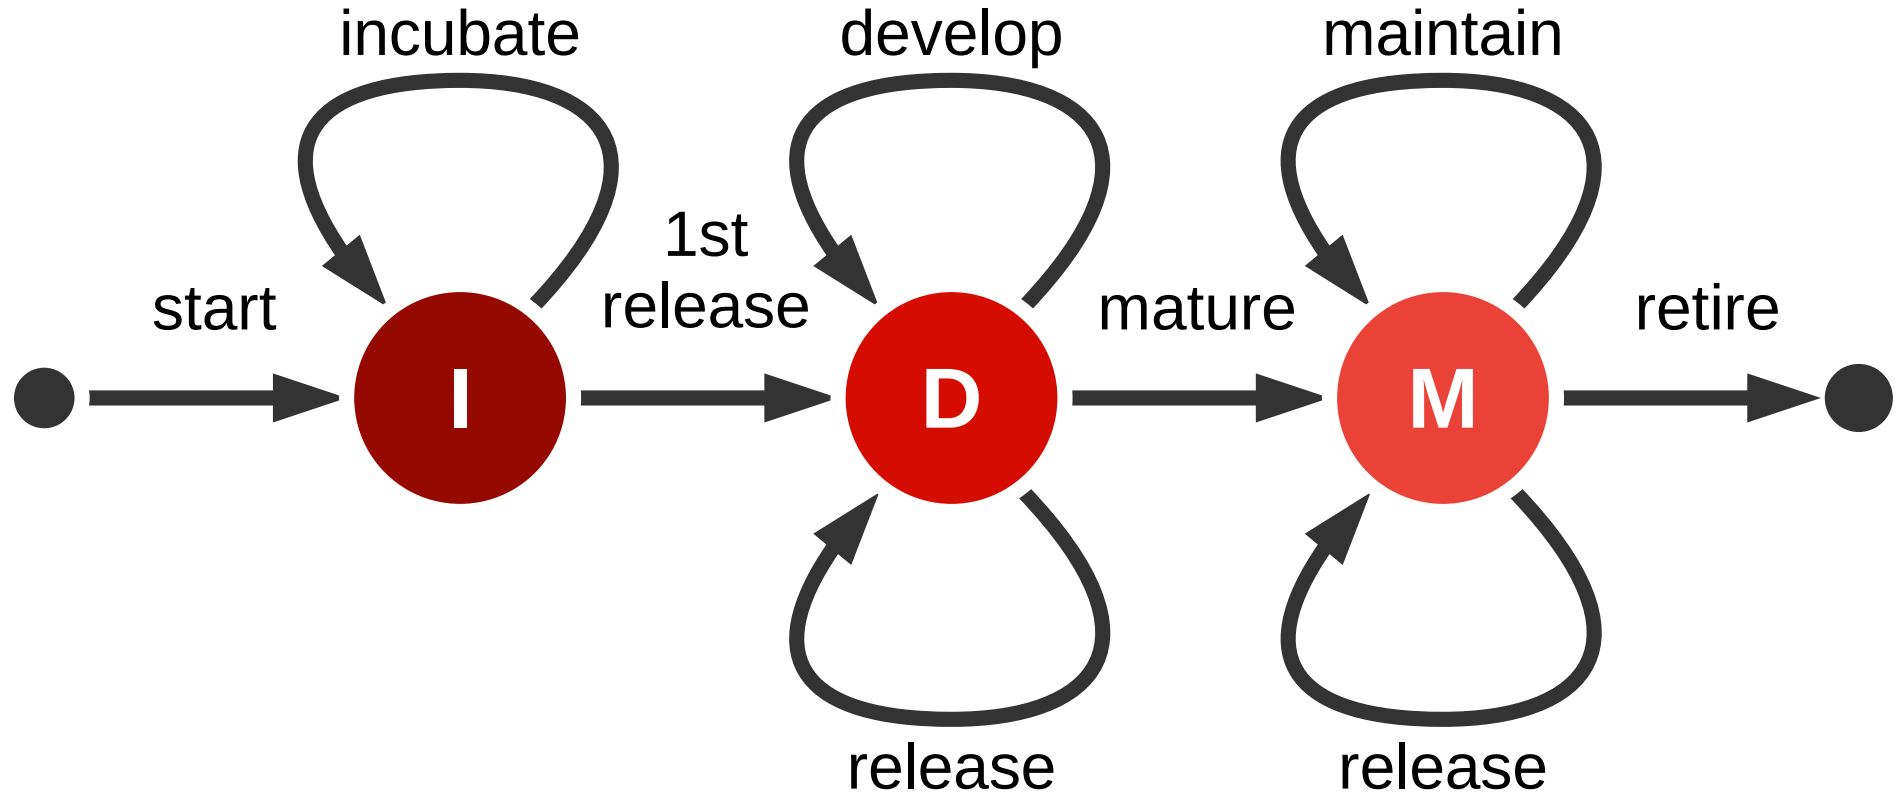 incubate
develop
maintain
1st
release
start
mature
retire
I
D
M
release
release